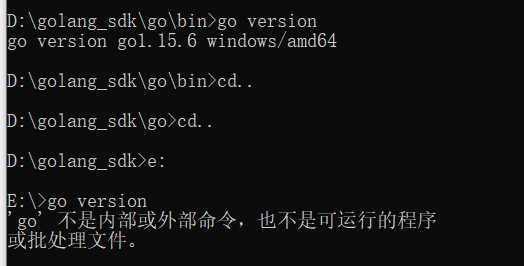 D:\golang_sdk\go\bin>go version
go version go1.15.6 windows/amd64
D:\golang_sdk\go\bin>cd..
D:\golang_sdk\go>cd..
D:\golang_sdk>e:
E:\>go version
'go' 不是内部或外部命令，也不是可运行的程序
或批处理文件。